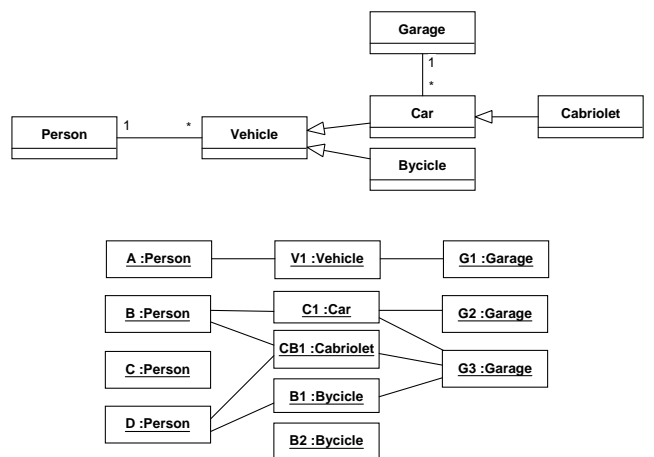 Garage
1
*
Car
Cabriolet
Person
1
*
Vehicle
Bycicle
A :Person
V1 :Vehicle
G1 :Garage
B :Person
C1 :Car
G2 :Garage
CB1 :Cabriolet
C :Person
G3 :Garage
B1 :Bycicle
D :Person
B2 :Bycicle